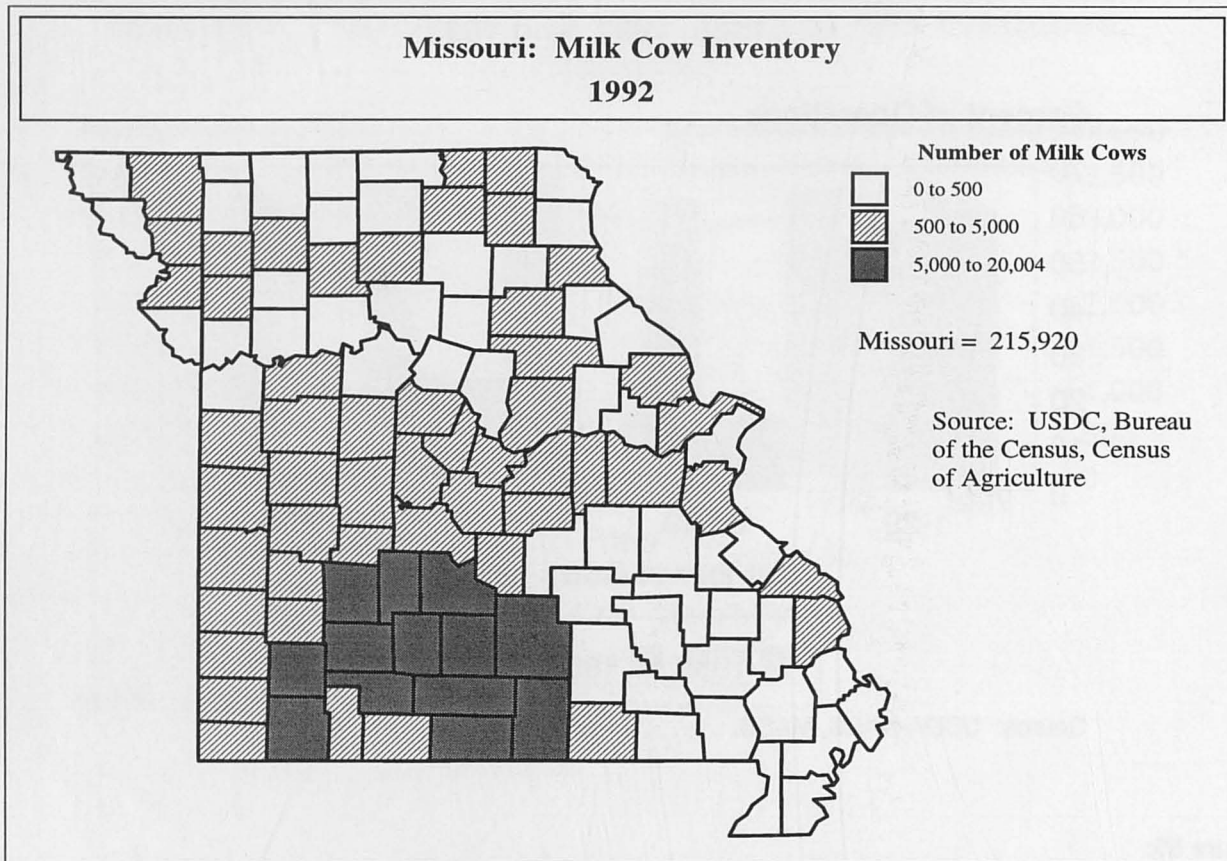 Missouri: Milk Cow Inventory
1992
Number of Milk Cows
0 to 500
500 to 5,000
5,000 to 20,004
Missouri = 215,920
Source: USDC, Bureau
of the Census, Census
of Agriculture